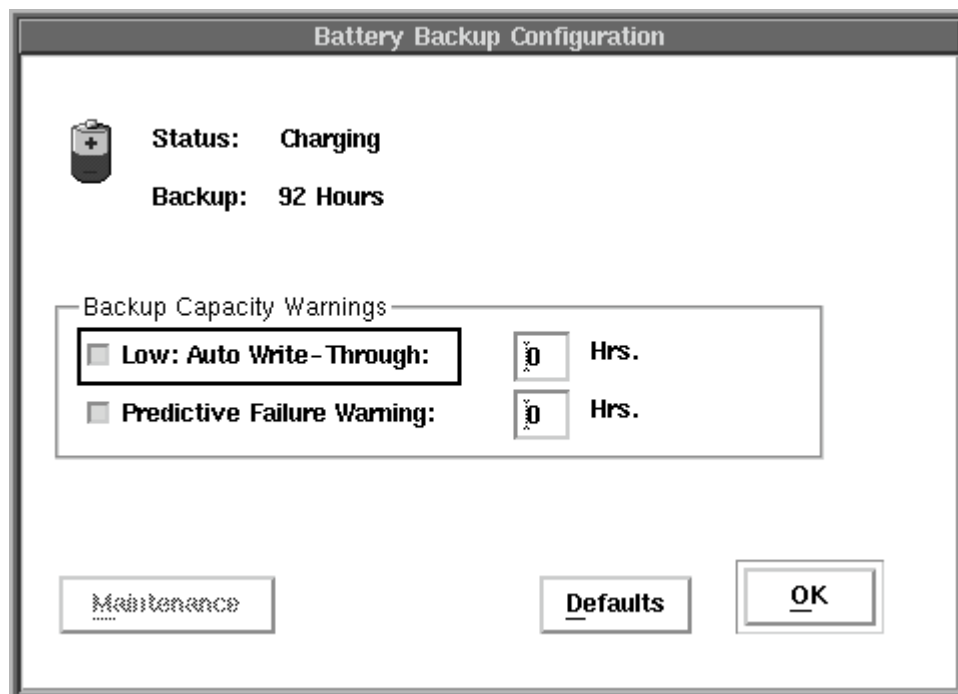 Battery Backup Configuration
Status: Charging
Backup: 92 Hours
Backup Capacity Warnings
Low: Auto Write-Through: 0 Hrs.
Predictive Failure Warning: 0 Hrs.
Maintenance Defaults OK